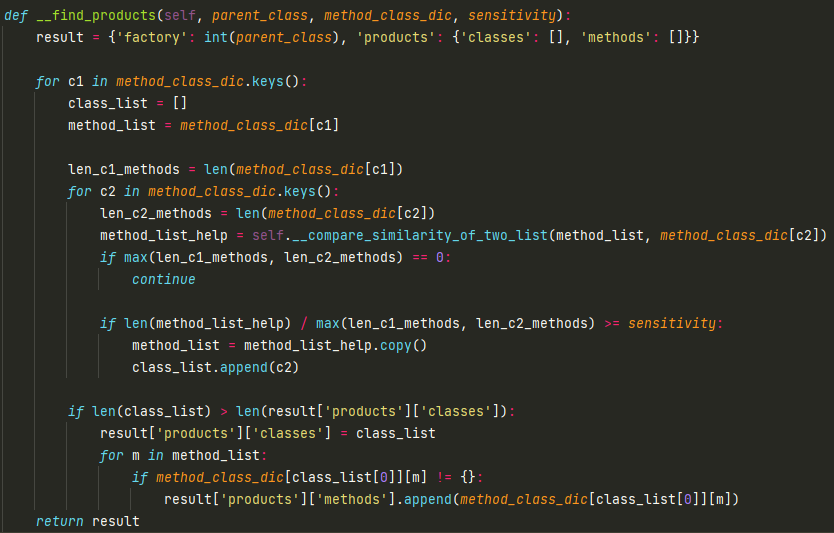 def __find_products(self, parent_class, method_class_dic, sensitivity):
    result = {'factory': int(parent_class), 'products': {'classes': [], 'methods': []}}

    for c1 in method_class_dic.keys():
        class_list = []
        method_list = method_class_dic[c1]

        len_c1_methods = len(method_class_dic[c1])
        for c2 in method_class_dic.keys():
            len_c2_methods = len(method_class_dic[c2])
            method_list_help = self.__compare_similarity_of_two_list(method_list, method_class_dic[c2])
            if max(len_c1_methods, len_c2_methods) == 0:
                continue

            if len(method_list_help) / max(len_c1_methods, len_c2_methods) >= sensitivity:
                method_list = method_list_help.copy()
                class_list.append(c2)

        if len(class_list) > len(result['products']['classes']):
            result['products']['classes'] = class_list
            for m in method_list:
                if method_class_dic[class_list[0]][m] != {}:
                    result['products']['methods'].append(method_class_dic[class_list[0]][m])
    return result